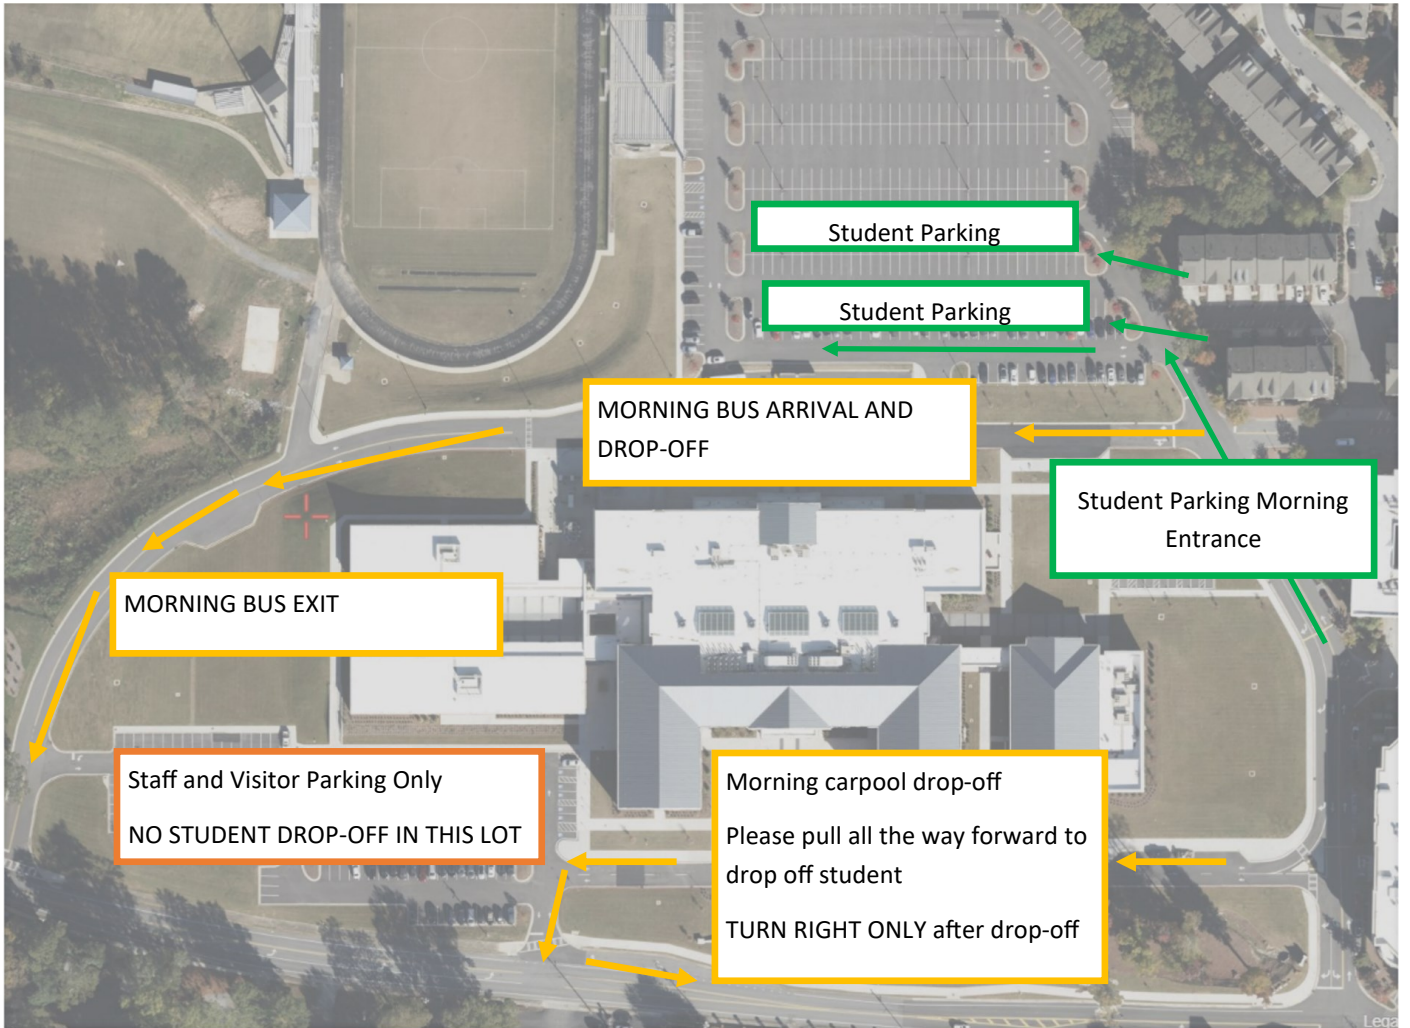 Student Parking
Student Parking
MORNING BUS ARRIVAL AND
DROP-OFF
Student Parking Morning
Entrance
MORNING BUS EXIT
Staff and Visitor Parking Only
NO STUDENT DROP-OFF IN THIS LOT
Morning carpool drop-off
Please pull all the way forward to
drop off student
TURN RIGHT ONLY after drop-off
Lega